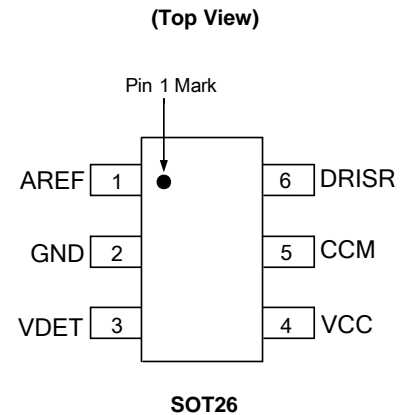 (Top View)
Pin 1 Mark
AREF 1 6 DRISR
GND 2 5 CCM
VDET 3 4 VCC
SOT26